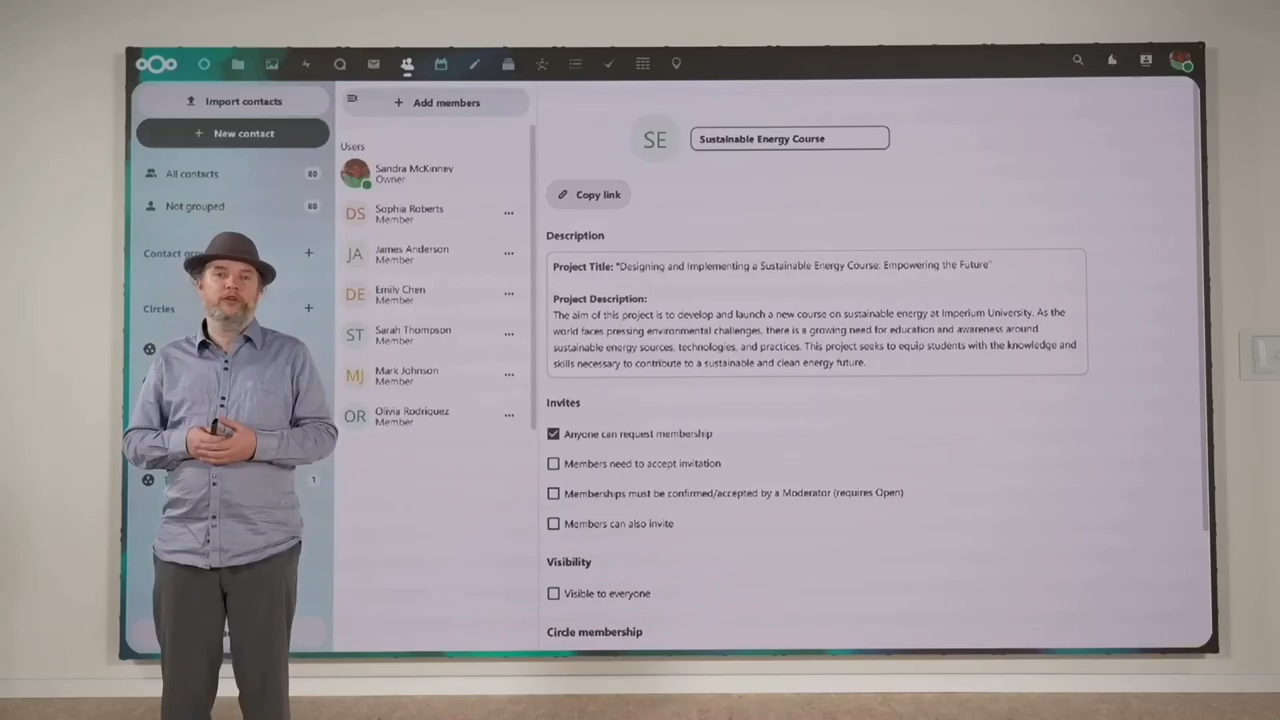 Import contacts
+ New contact
All contacts 60
Not grouped 60
Contact +
Circles +
1
+ Add members
Users
Sandra McKinney
Owner
DS Sophia Roberts
Member
JA James Anderson
Member
DE Emily Chen
Member
ST Sarah Thompson
Member
MJ Mark Johnson
Member
OR Olivia Rodriguez
Member
SE Sustainable Energy Course
Copy link
Description
Project Title: "Designing and Implementing a Sustainable Energy Course: Empowering the Future"
Project Description:
The aim of this project is to develop and launch a new course on sustainable energy at Imperium University. As the
world faces pressing environmental challenges, there is a growing need for education and awareness around
sustainable energy sources, technologies, and practices. This project seeks to equip students with the knowledge and
skills necessary to contribute to a sustainable and clean energy future.
Invites
Anyone can request membership
Members need to accept invitation
Memberships must be confirmed/accepted by a Moderator (requires Open)
Members can also invite
Visibility
Visible to everyone
Circle membership